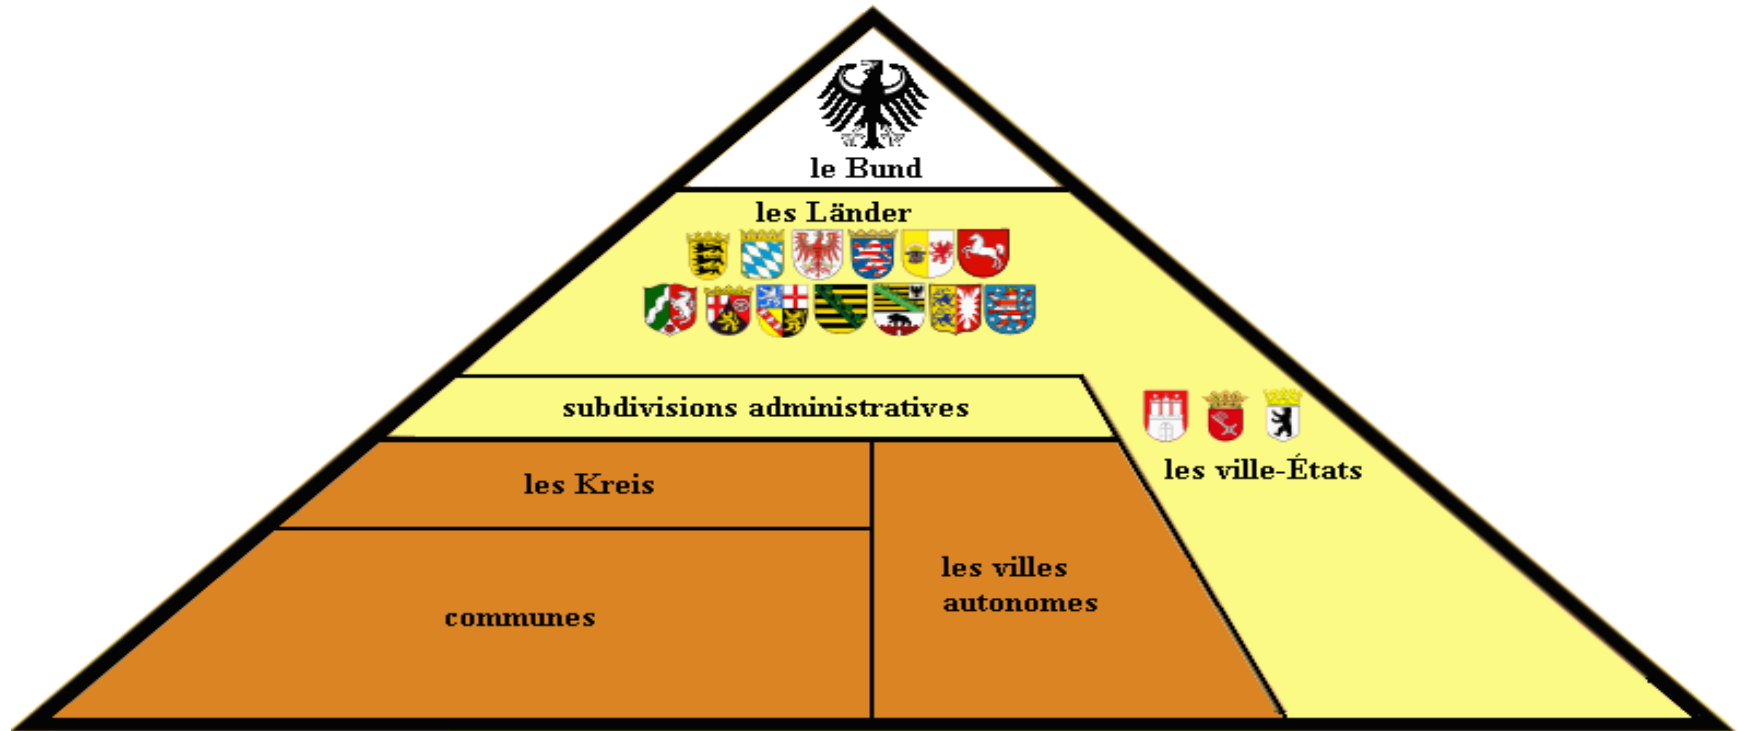 le Bund
les Länder
subdivisions administratives
les ville-États
les Kreis
les villes
autonomes
communes